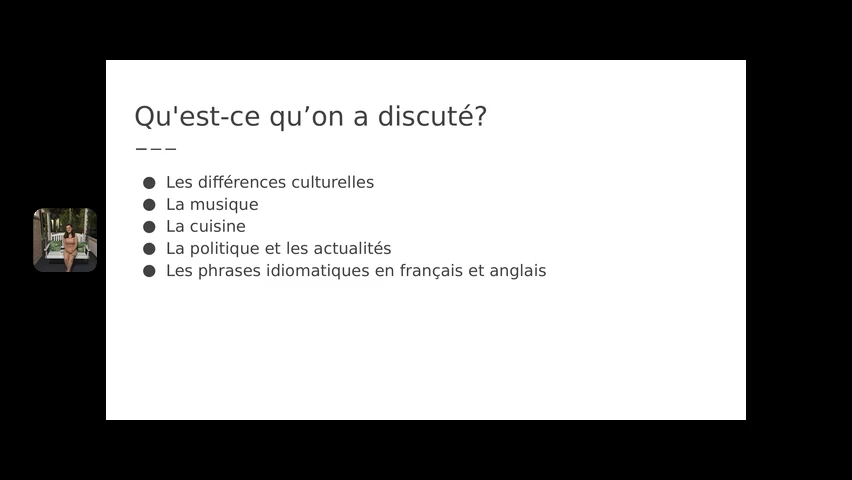 Qu'est-ce qu’on a discuté?
● Les différences culturelles
● La musique
● La cuisine
● La politique et les actualités
● Les phrases idiomatiques en français et anglais